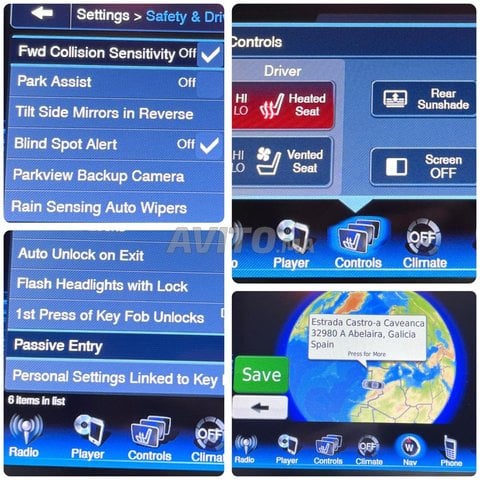 Settings > Safety & Dri
Fwd Collision Sensitivity Off
Park Assist Off
Tilt Side Mirrors in Reverse
Blind Spot Alert Off
Parkview Backup Camera
Rain Sensing Auto Wipers
Controls
Driver
HI
LO
Heated
Seat
HI
LO
Vented
Seat
Rear
Sunshade
Screen
OFF
Player
Controls
OFF
Climate
AVITO.MA
Auto Unlock on Exit
Flash Headlights with Lock
1st Press of Key Fob Unlocks
Passive Entry
Personal Settings Linked to Key
6 items in list
OFF
Radio
Player
Controls
Climate
Estrada Castro-a Caveanca
32980 A Abelaira, Galicia
Spain
Press for More
Save
W
OFF
Radio
Player
Controls
Climate
Nav
Phone